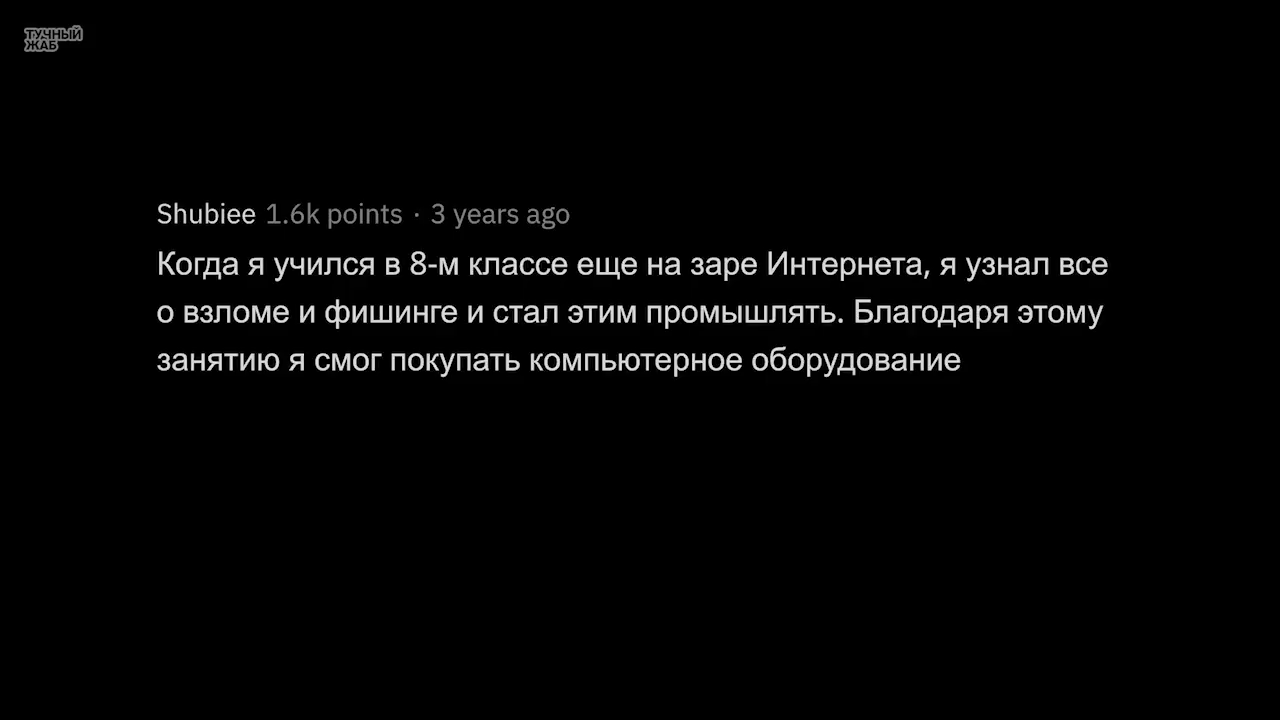 ТУЧНЫЙ
ЖАБ
Shubiee 1.6k points · 3 years ago
Когда я учился в 8-м классе еще на заре Интернета, я узнал все
о взломе и фишинге и стал этим промышлять. Благодаря этому
занятию я смог покупать компьютерное оборудование